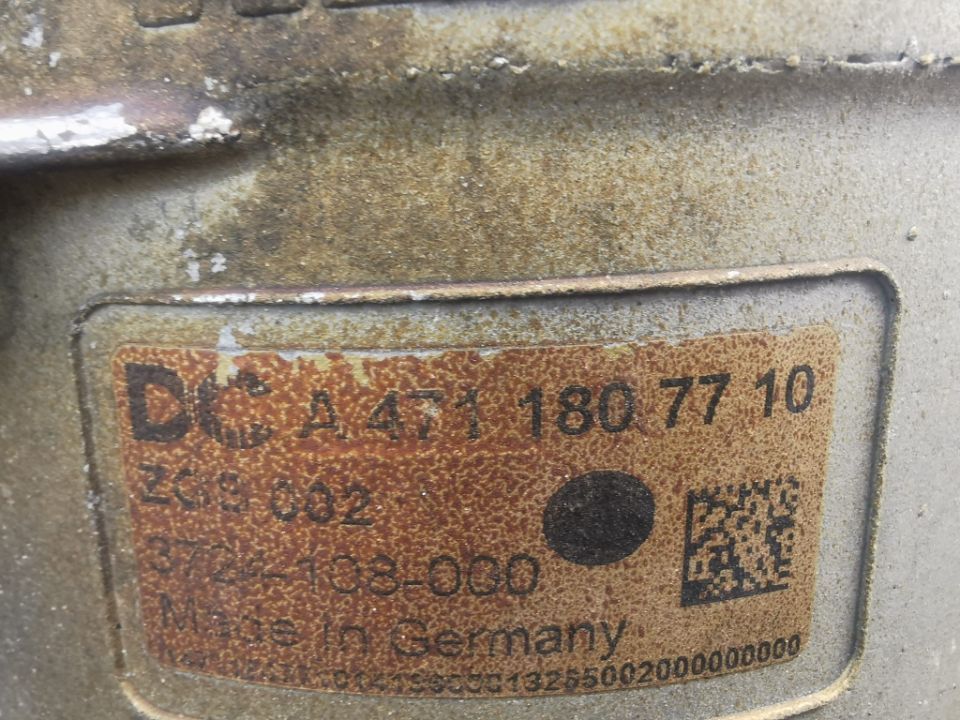 DC A 471 180 77 10
ZGS 002
3724-108-000
Made in Germany